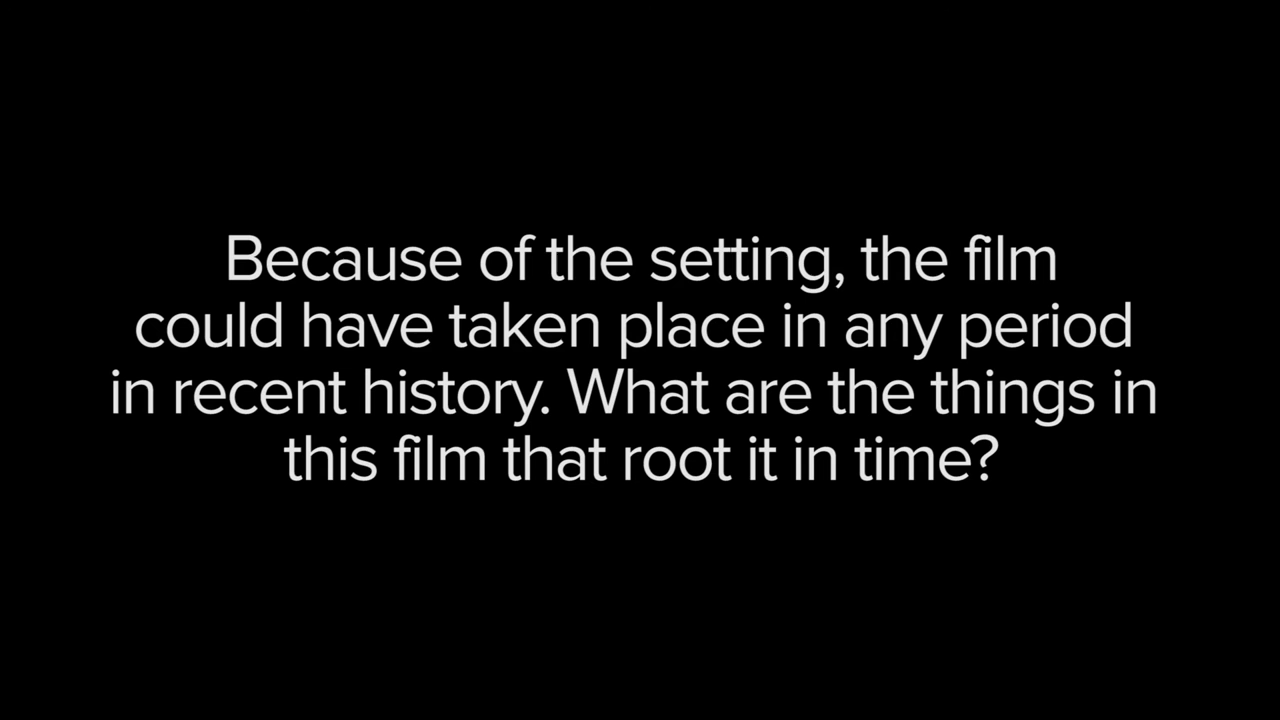 Because of the setting, the film
could have taken place in any period
in recent history. What are the things in
this film that root it in time?